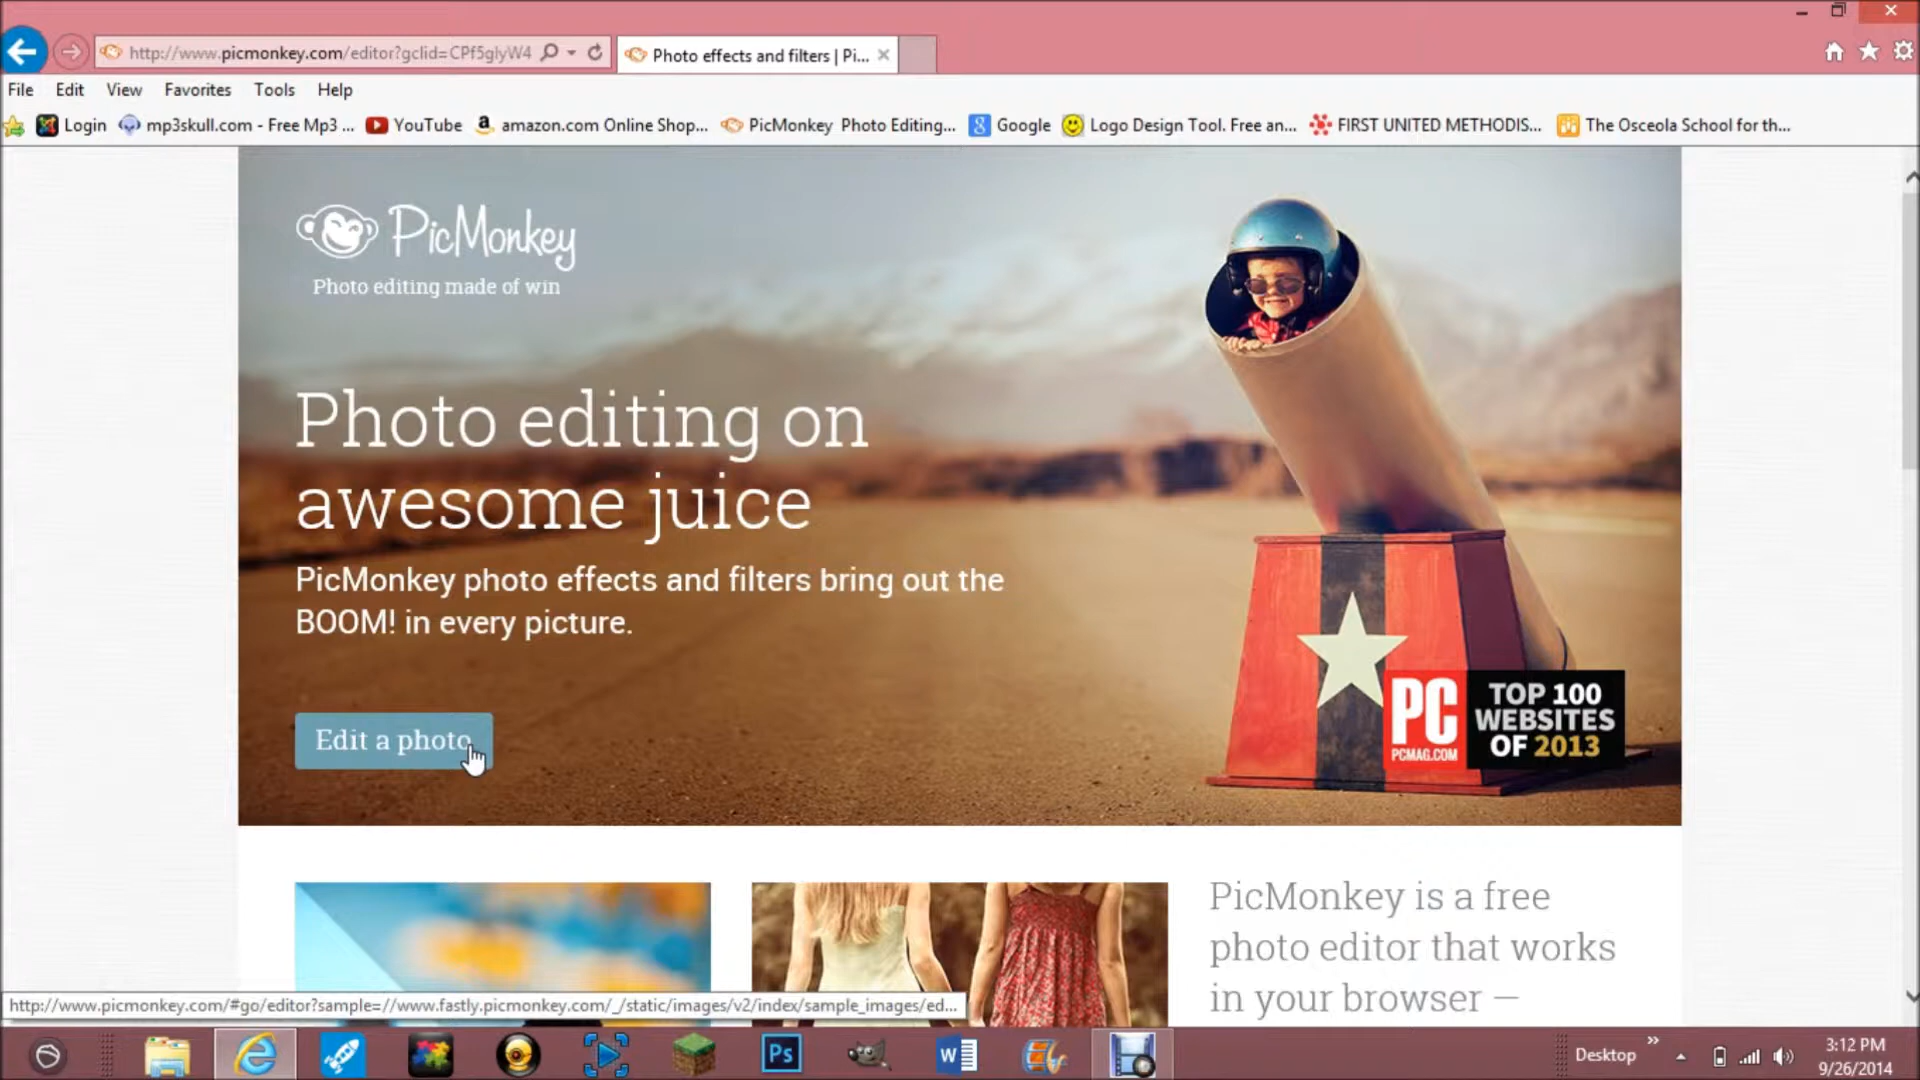 http://www.picmonkey.com/editor?gclid=CPf5glyW4
Photo effects and filters | Pi...
File Edit View Favorites Tools Help
Login mp3skull.com - Free Mp3 ... YouTube amazon.com Online Shop... PicMonkey Photo Editing... Google Logo Design Tool. Free an... FIRST UNITED METHODIS... The Osceola School for th...
PicMonkey
Photo editing made of win
Photo editing on
awesome juice
PicMonkey photo effects and filters bring out the
BOOM! in every picture.
Edit a photo
PC
PCMAG.COM
TOP 100
WEBSITES
OF 2013
PicMonkey is a free
photo editor that works
in your browser —
http://www.picmonkey.com/#go/editor?sample=//www.fastly.picmonkey.com/_/static/images/v2/index/sample_images/ed...
Ps
W
Desktop
3:12 PM
9/26/2014